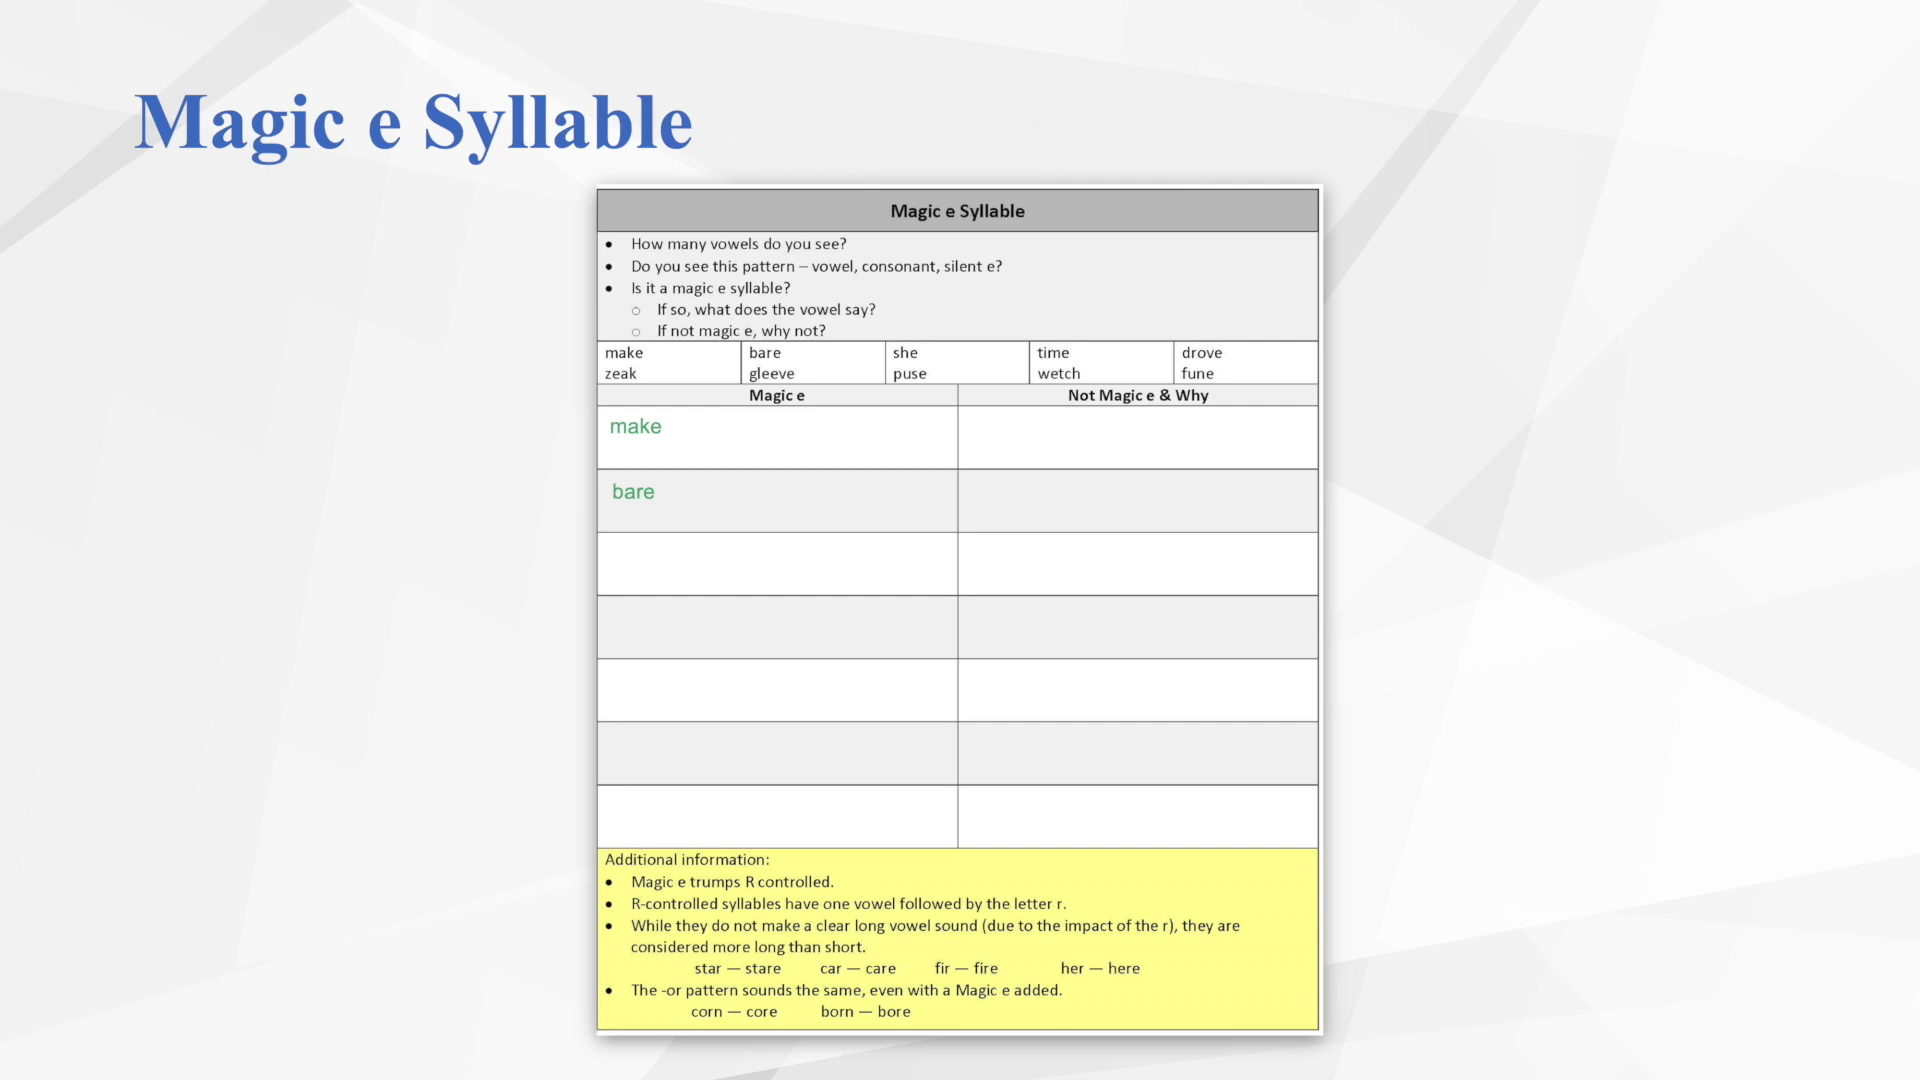 Magic e Syllable
Magic e Syllable
• How many vowels do you see?
• Do you see this pattern – vowel, consonant, silent e?
• Is it a magic e syllable?
○ If so, what does the vowel say?
○ If not magic e, why not?
make bare she time drove
zeak gleeve puse wetch fune
Magic e Not Magic e & Why
make
bare
Additional information:
• Magic e trumps R controlled.
• R-controlled syllables have one vowel followed by the letter r.
• While they do not make a clear long vowel sound (due to the impact of the r), they are
considered more long than short.
star — stare car — care fir — fire her — here
• The -or pattern sounds the same, even with a Magic e added.
corn — core born — bore